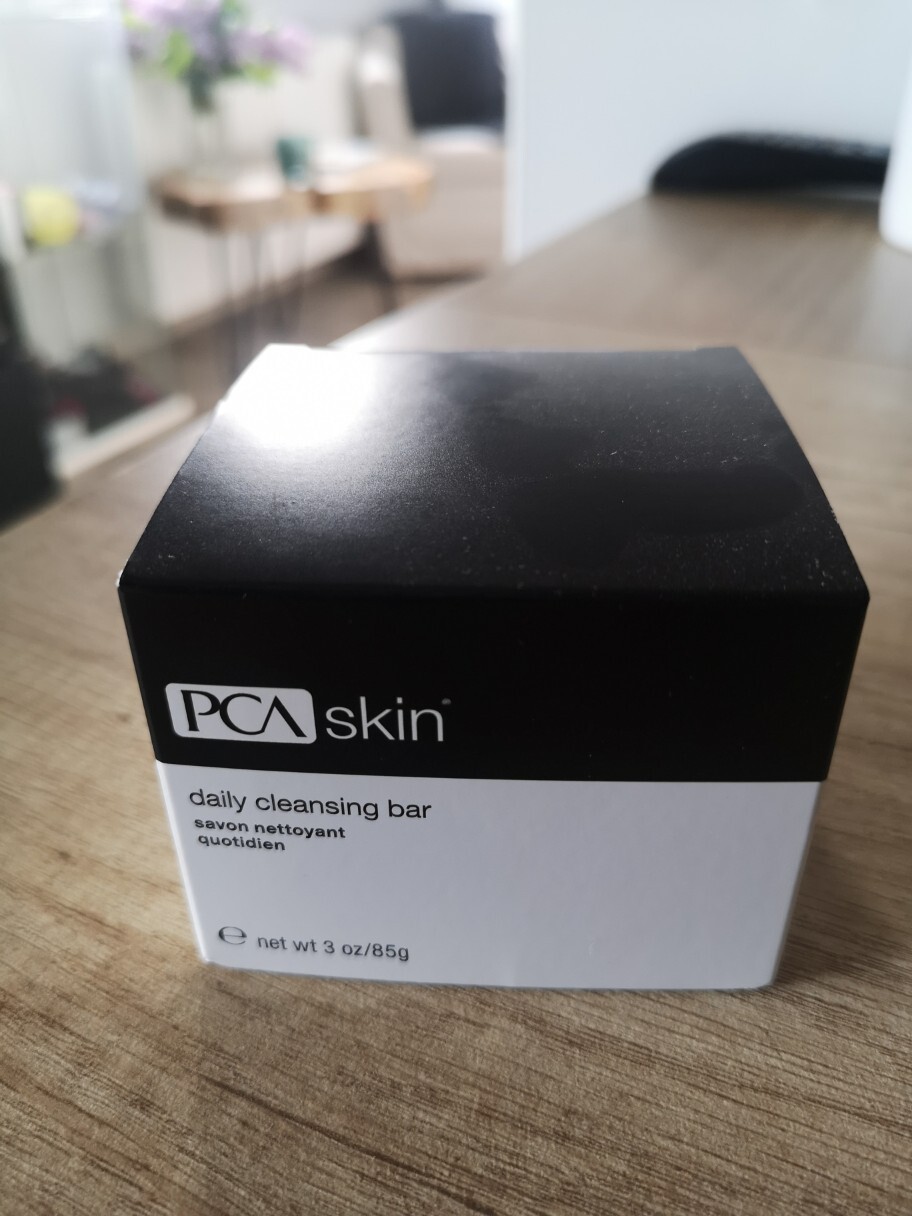 PCA skin®
daily cleansing bar
savon nettoyant
quotidien
℮ net wt 3 oz/85g